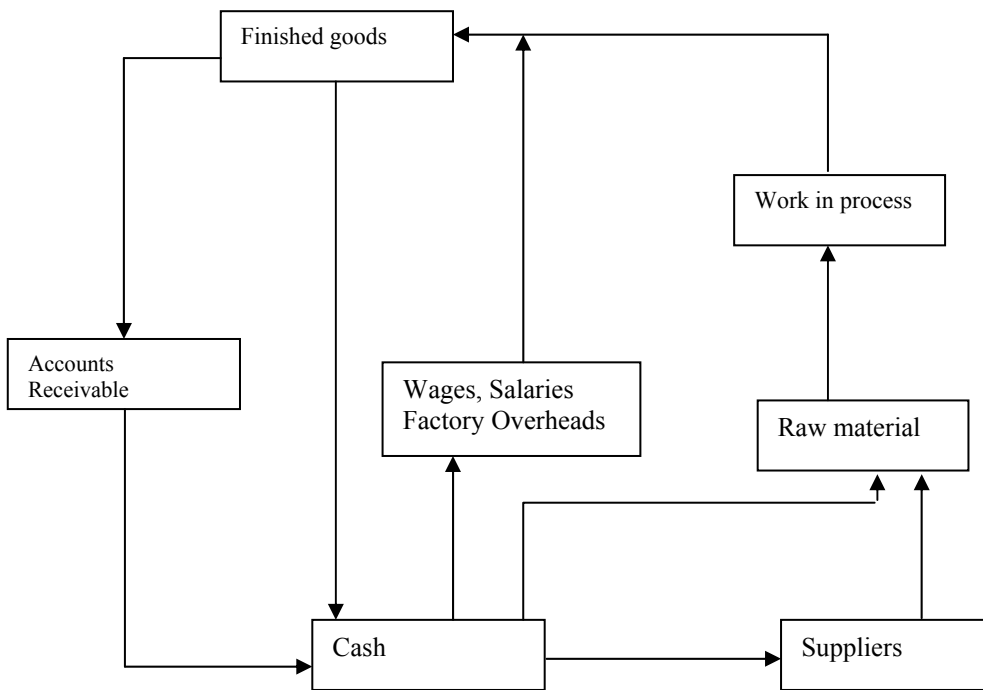 Finished goods
Work in process
Accounts
Receivable
Wages, Salaries
Factory Overheads
Raw material
Cash
Suppliers